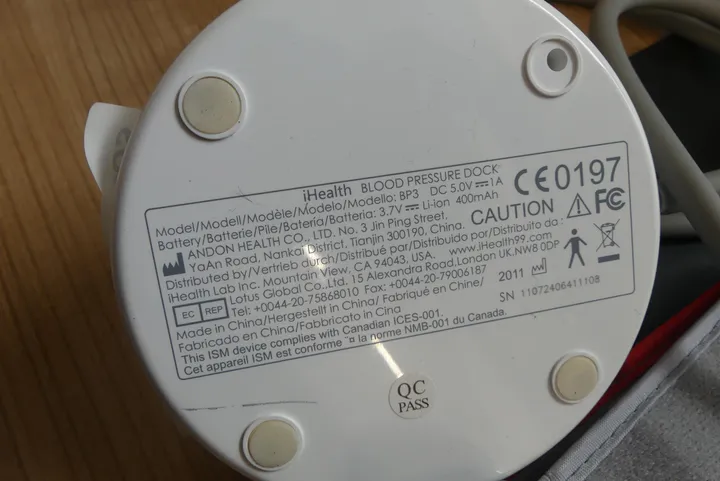 iHealth BLOOD PRESSURE DOCK
Model/Modell/Modèle/Modelo/Modello: BP3 DC 5.0V⎓1A
Battery/Batterie/Pile/Batería/Bateria: 3.7V⎓Li-ion 400mAh
CE0197
ANDON HEALTH CO., LTD. No. 3 Jin Ping Street,
YaAn Road, Nankai District, Tianjin 300190, China.
CAUTION FC
Distributed by/Vertrieb durch/Distribué par/Distribuido por/Distribuito da :
iHealth Lab Inc. Mountain View, CA 94043, USA. www.iHealth99.com
EC REP Lotus Global Co.,Ltd. 15 Alexandra Road,London UK.NW8 0DP
Tel: +0044-20-75868010 Fax: +0044-20-79006187
2011
Made in China/Hergestellt in China/ Fabriqué en Chine/
Fabricado en China/Fabbricato in Cina
SN 11072406411108
This ISM device complies with Canadian ICES-001.
Cet appareil ISM est conforme ¨¤ la norme NMB-001 du Canada.
QC
PASS